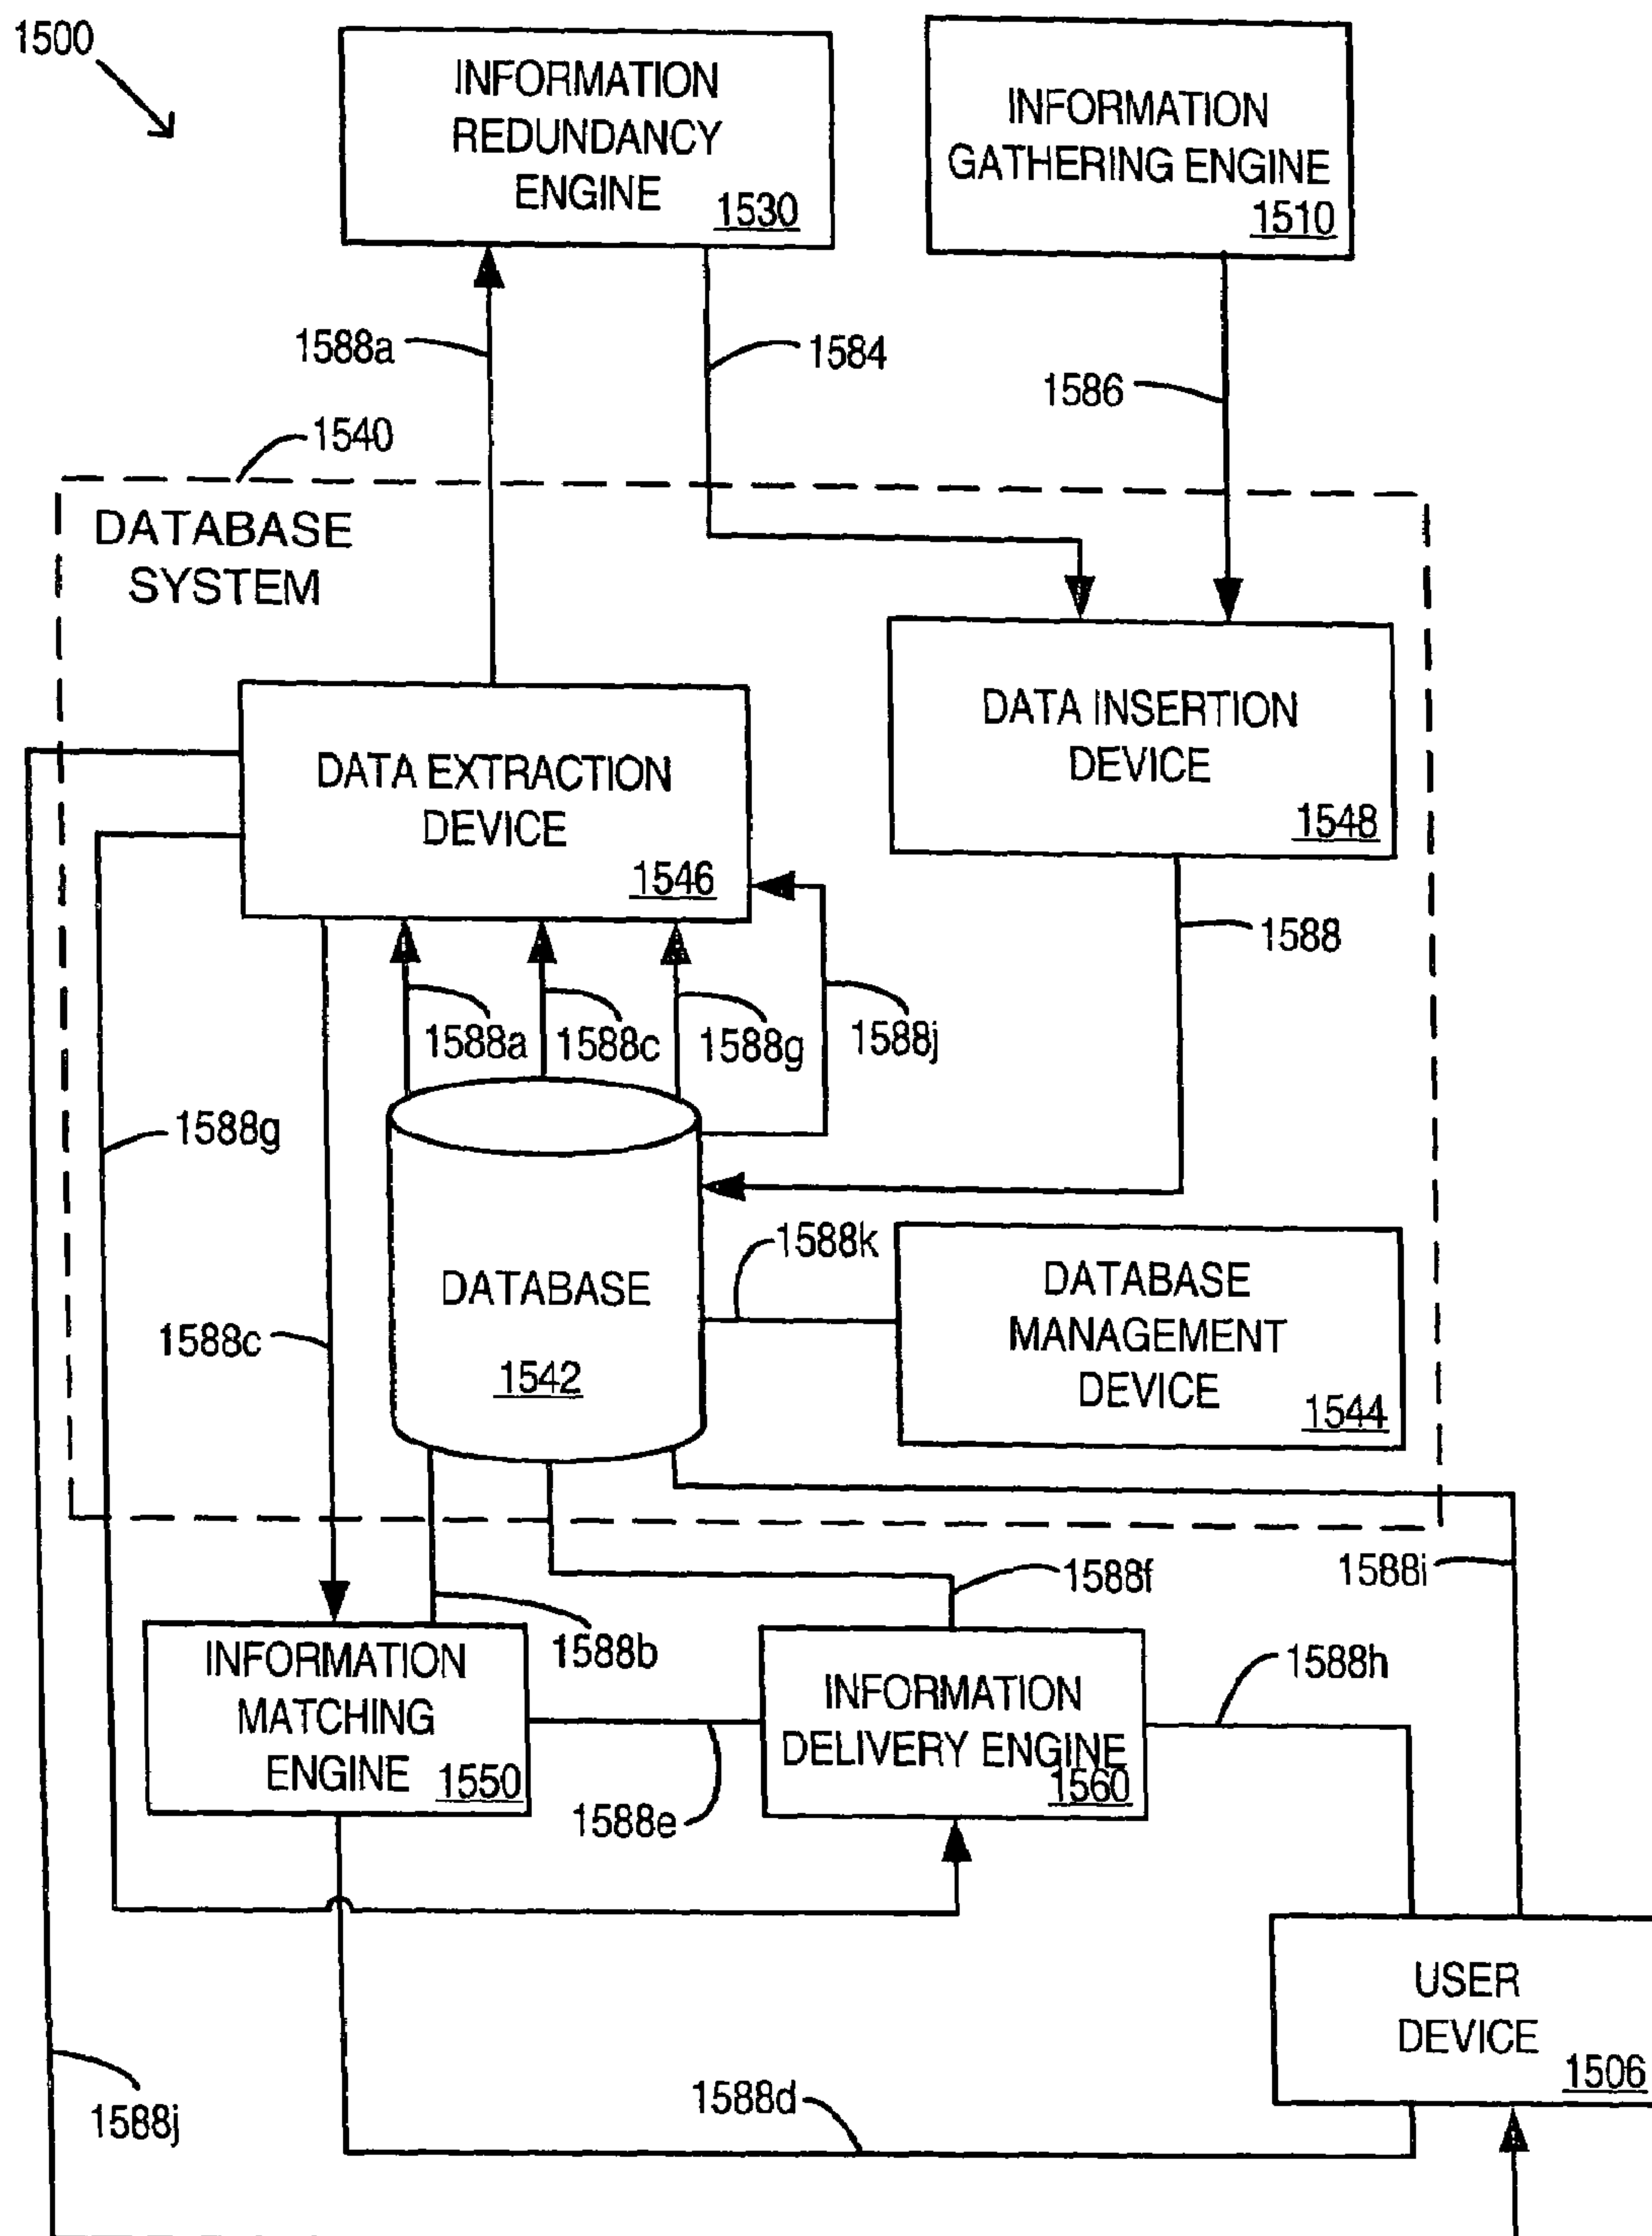 1500
INFORMATION
REDUNDANCY
ENGINE
1530
INFORMATION
GATHERING ENGINE
1510
1588a
1584
1586
1540
DATABASE
SYSTEM
DATA EXTRACTION
DEVICE
1546
DATA INSERTION
DEVICE
1548
1588
1588a
1588c
1588g
1588j
1588g
1588k
DATABASE
1542
DATABASE
MANAGEMENT
DEVICE
1544
1588c
1588f
1588i
1588b
1588h
INFORMATION
MATCHING
ENGINE
1550
INFORMATION
DELIVERY ENGINE
1560
1588e
USER
DEVICE
1506
1588d
1588j